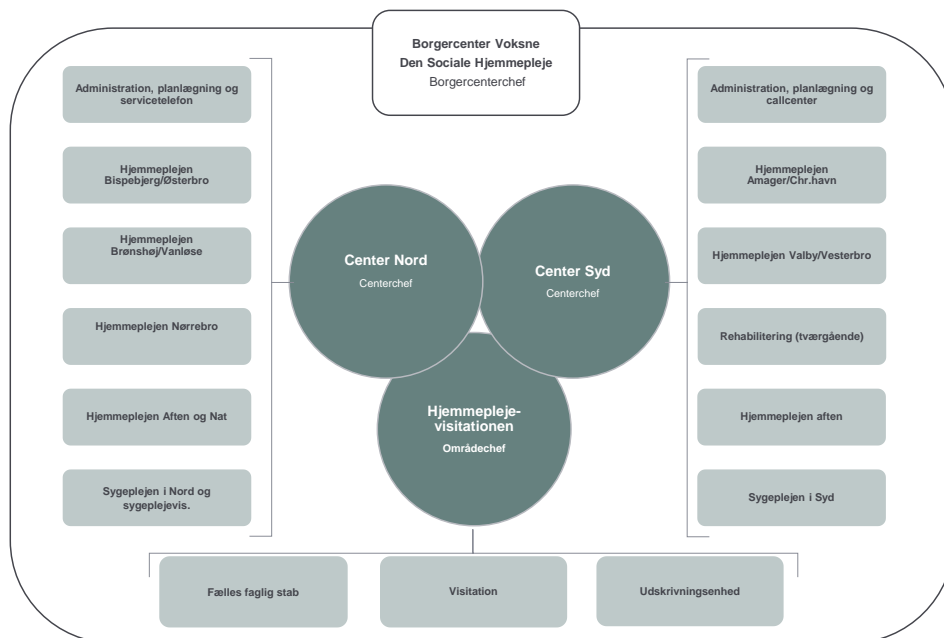 Borgercenter Voksne
Den Sociale Hjemmepleje
Borgercenterchef
Administration, planlægning og
servicetelefon
Hjemmeplejen
Bispebjerg/Østerbro
Hjemmeplejen
Brønshøj/Vanløse
Hjemmeplejen Nørrebro
Hjemmeplejen Aften og Nat
Sygeplejen i Nord og
sygeplejevis.
Center Nord
Centerchef
Center Syd
Centerchef
Hjemmepleje-
visitationen
Områdechef
Administration, planlægning og
callcenter
Hjemmeplejen
Amager/Chr.havn
Hjemmeplejen Valby/Vesterbro
Rehabilitering (tværgående)
Hjemmeplejen aften
Sygeplejen i Syd
Fælles faglig stab
Visitation
Udskrivningsenhed